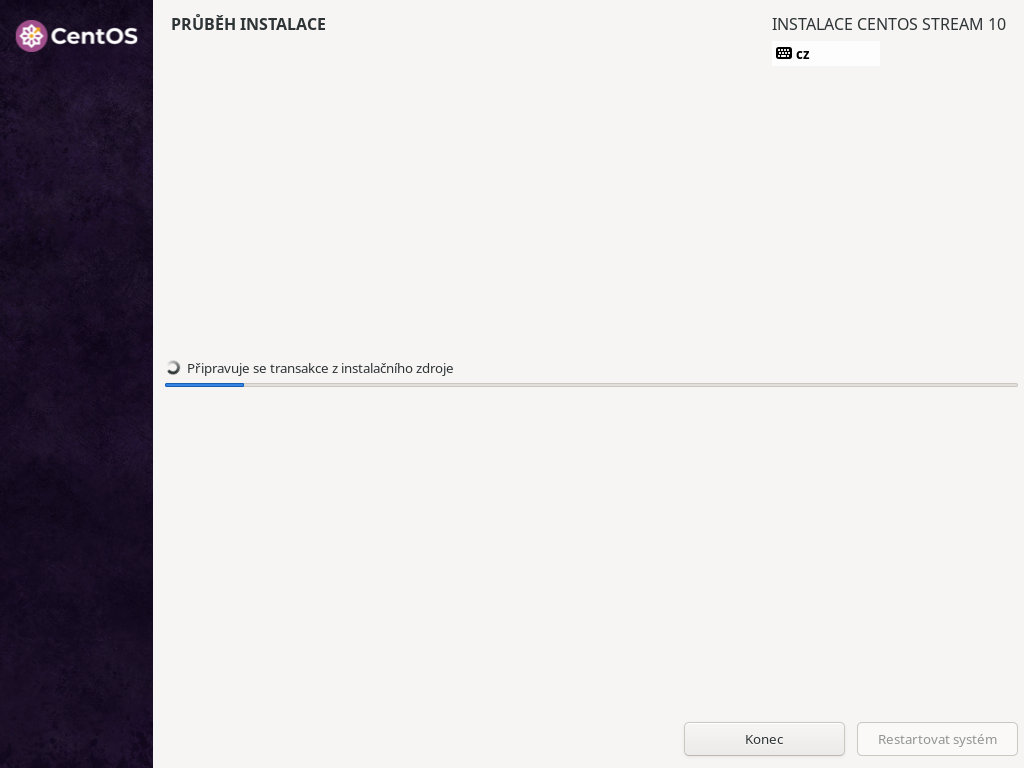 CentOS
PRŮBĚH INSTALACE
INSTALACE CENTOS STREAM 10
cz
Připravuje se transakce z instalačního zdroje
Konec
Restartovat systém